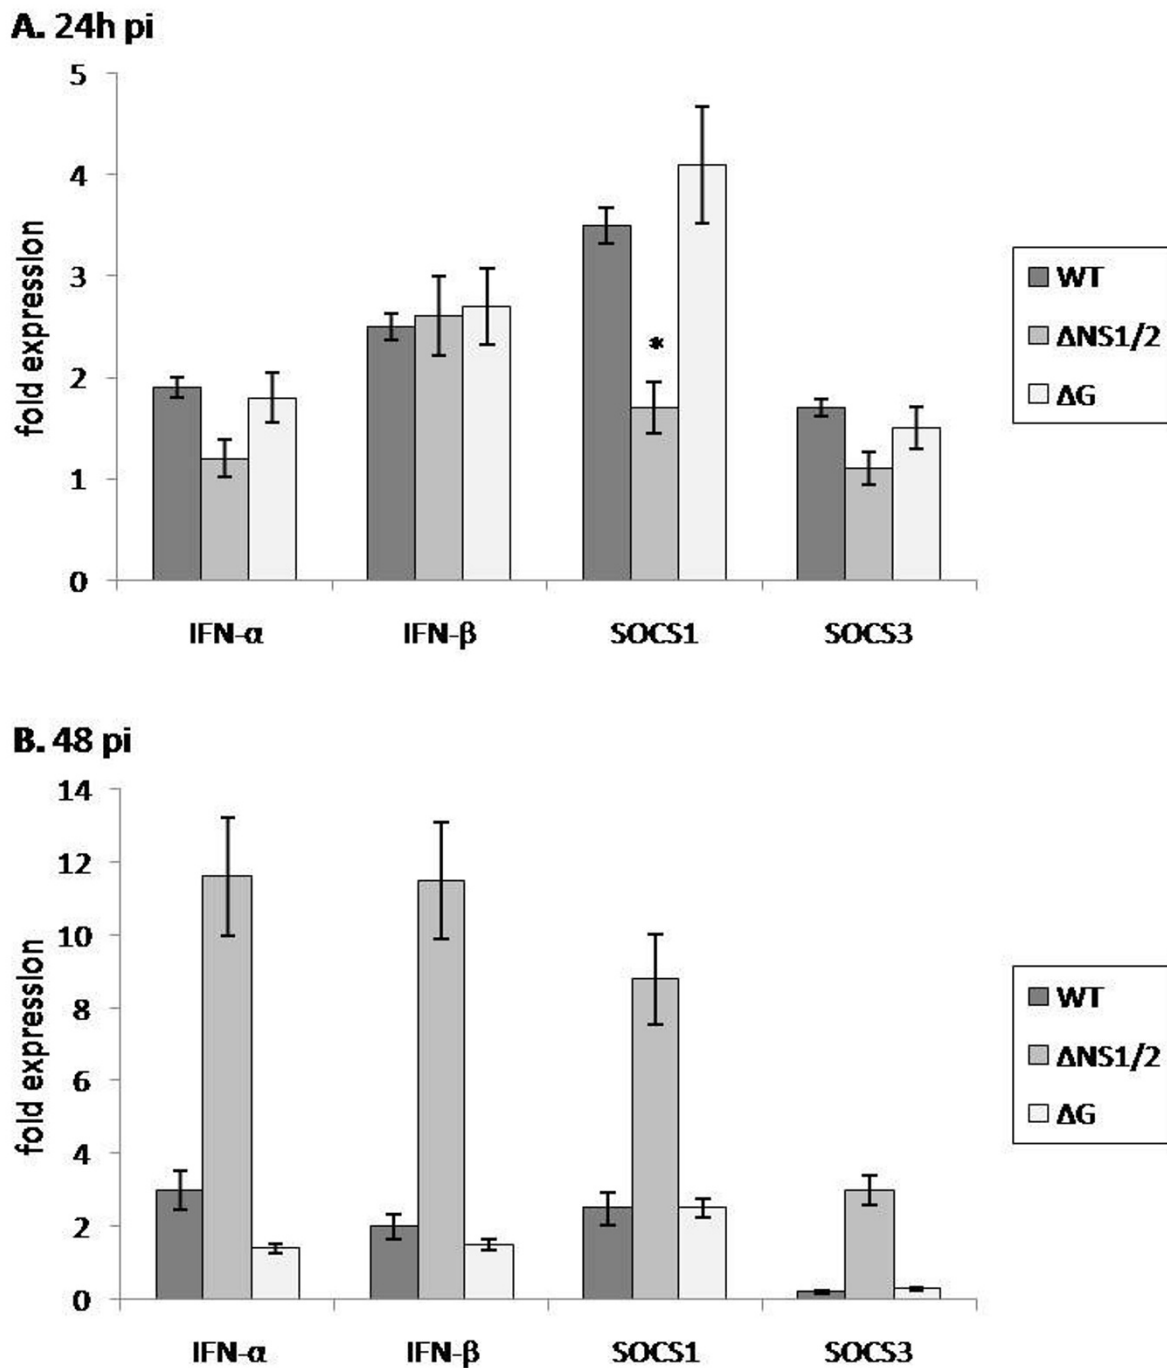 A. 24h pi
5
4
3
2
1
0
fold expression
*
IFN-α IFN-β SOCS1 SOCS3
WT
ΔNS1/2
ΔG
B. 48 pi
14
12
10
8
6
4
2
0
fold expression
IFN-α IFN-β SOCS1 SOCS3
WT
ΔNS1/2
ΔG